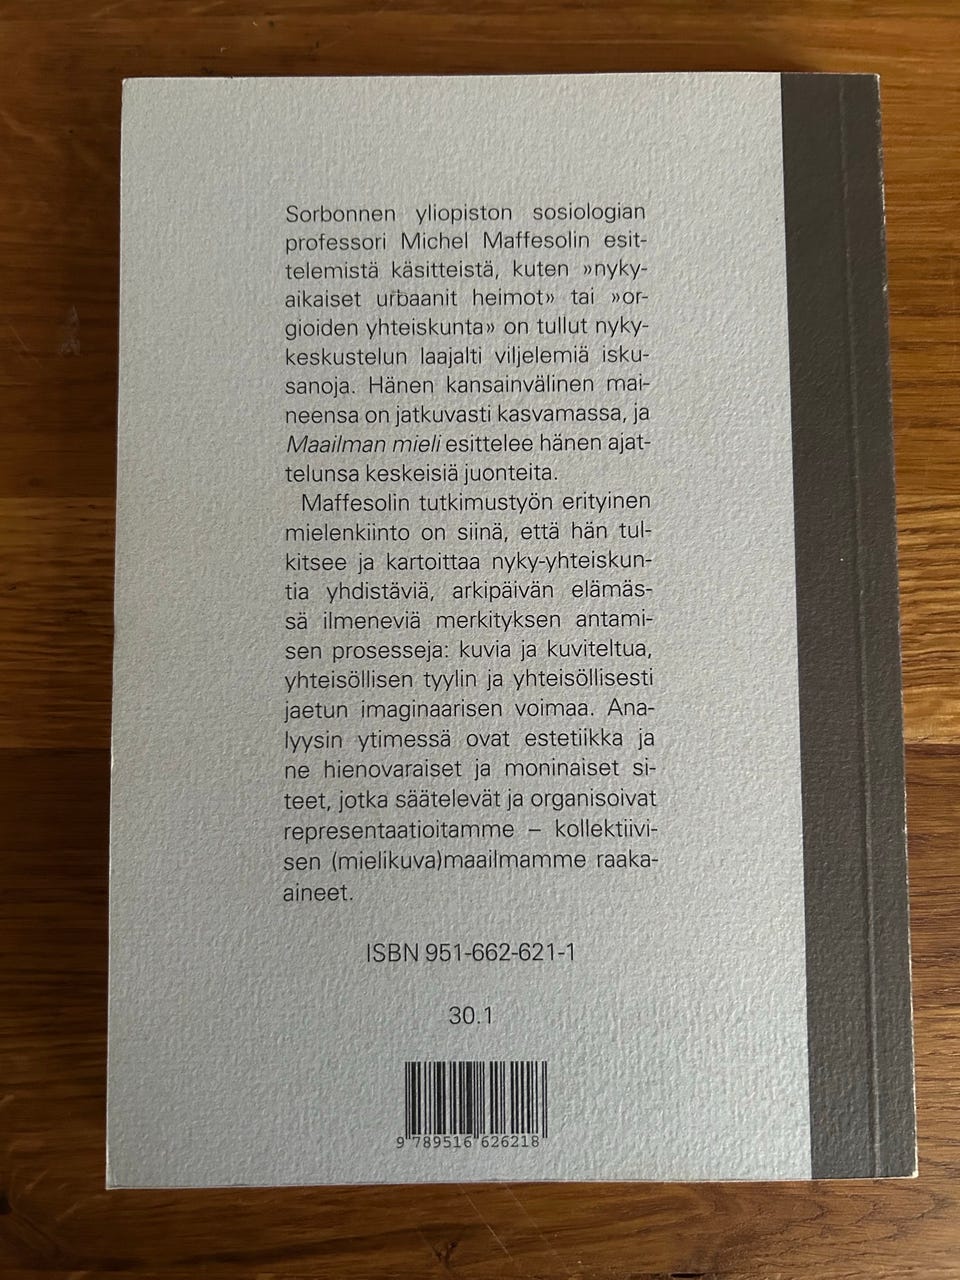 Sorbonnen yliopiston sosiologian
professori Michel Maffesolin esit-
telemistä käsitteistä, kuten »nyky-
aikaiset urbaanit heimot» tai »or-
gioiden yhteiskunta» on tullut nyky-
keskustelun laajalti viljelemiä isku-
sanoja. Hänen kansainvälinen mai-
neensa on jatkuvasti kasvamassa, ja
Maailman mieli esittelee hänen ajat-
telunsa keskeisiä juonteita.
Maffesolin tutkimustyön erityinen
mielenkiinto on siinä, että hän tul-
kitsee ja kartoittaa nyky-yhteiskun-
tia yhdistäviä, arkipäivän elämäs-
sä ilmeneviä merkityksen antami-
sen prosesseja: kuvia ja kuviteltua,
yhteisöllisen tyylin ja yhteisöllisesti
jaetun imaginaarisen voimaa. Ana-
lyysin ytimessä ovat estetiikka ja
ne hienovaraiset ja moninaiset si-
teet, jotka säätelevät ja organisoivat
representaatioitamme – kollektiivi-
sen (mielikuva)maailmamme raaka-
aineet.
ISBN 951-662-621-1
30.1
9 789516 626218